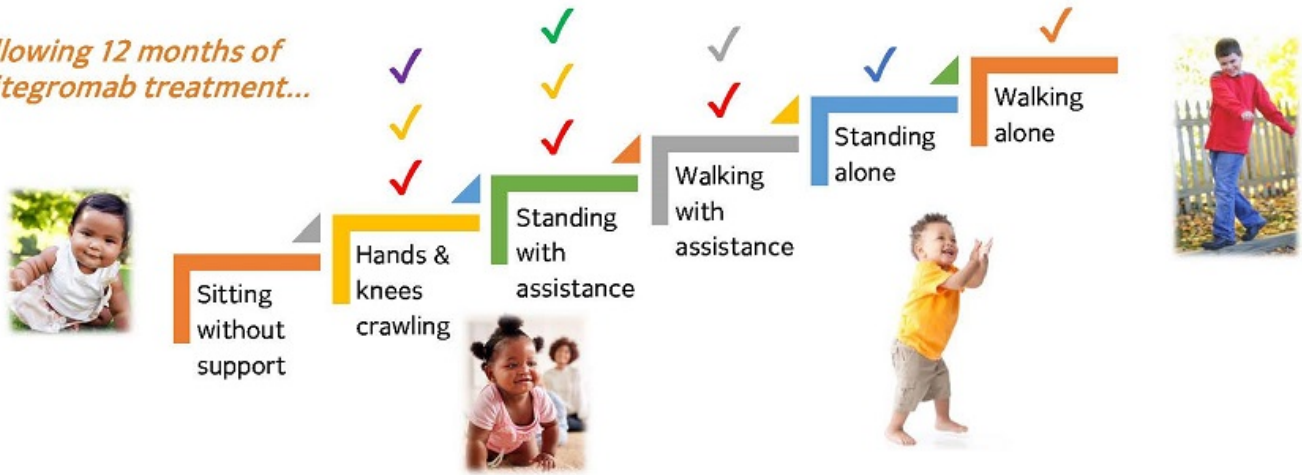 llowing 12 months of
itegromab treatment...
Sitting
without
support
Hands &
knees
crawling
Standing
with
assistance
Walking
with
assistance
Standing
alone
Walking
alone